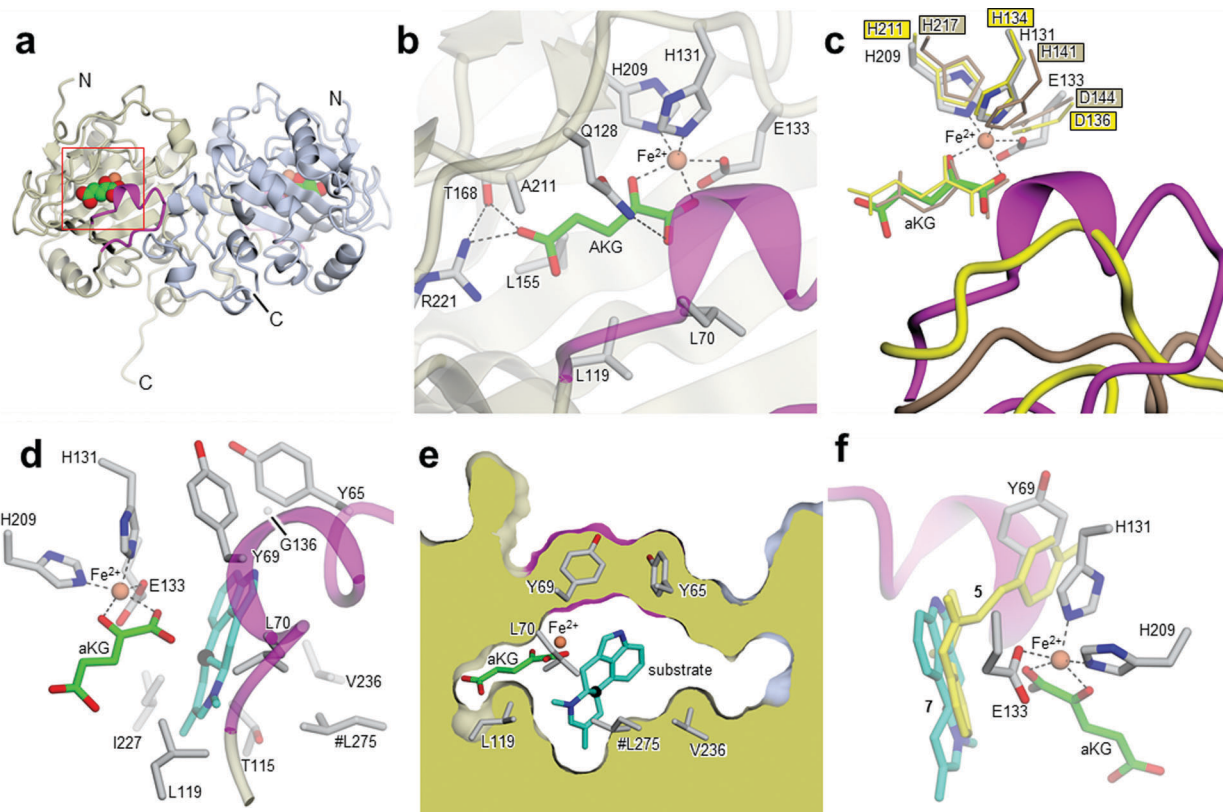 a
N
N
C
C
b
H131
H209
Q128
E133
Fe2+
T168
A211
AKG
L155
R221
L70
L119
c
H211
H217
H134
H131
H209
H141
E133
D144
D136
Fe2+
aKG
d
H131
Y65
H209
G136
Y69
Fe2+
E133
L70
aKG
V236
I227
#L275
T115
L119
e
Y69
Y65
L70
Fe2+
aKG
substrate
L119
#L275
V236
f
Y69
H131
5
Fe2+
H209
7
E133
aKG